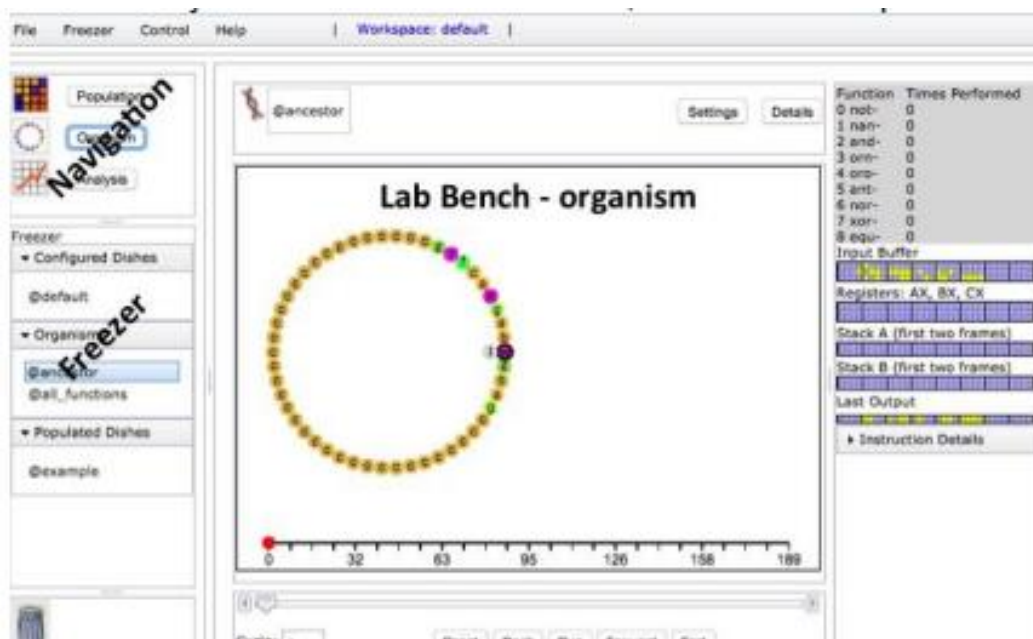 File Freezer Control Help | Workspace: default |
Population
Organism
Analysis
Navigation
Freezer
Configured Dishes
@default
Organisms
@ancestor
@all_functions
Populated Dishes
@example
Freezer
@ancestor
Settings Details
Lab Bench - organism
0 32 63 95 126 158 189
Function Times Performed
0 not- 0
1 nan- 0
2 and- 0
3 orn- 0
4 oro- 0
5 ant- 0
6 nor- 0
7 xor- 0
8 equ- 0
Input Buffer
Registers: AX, BX, CX
Stack A (first two frames)
Stack B (first two frames)
Last Output
Instruction Details